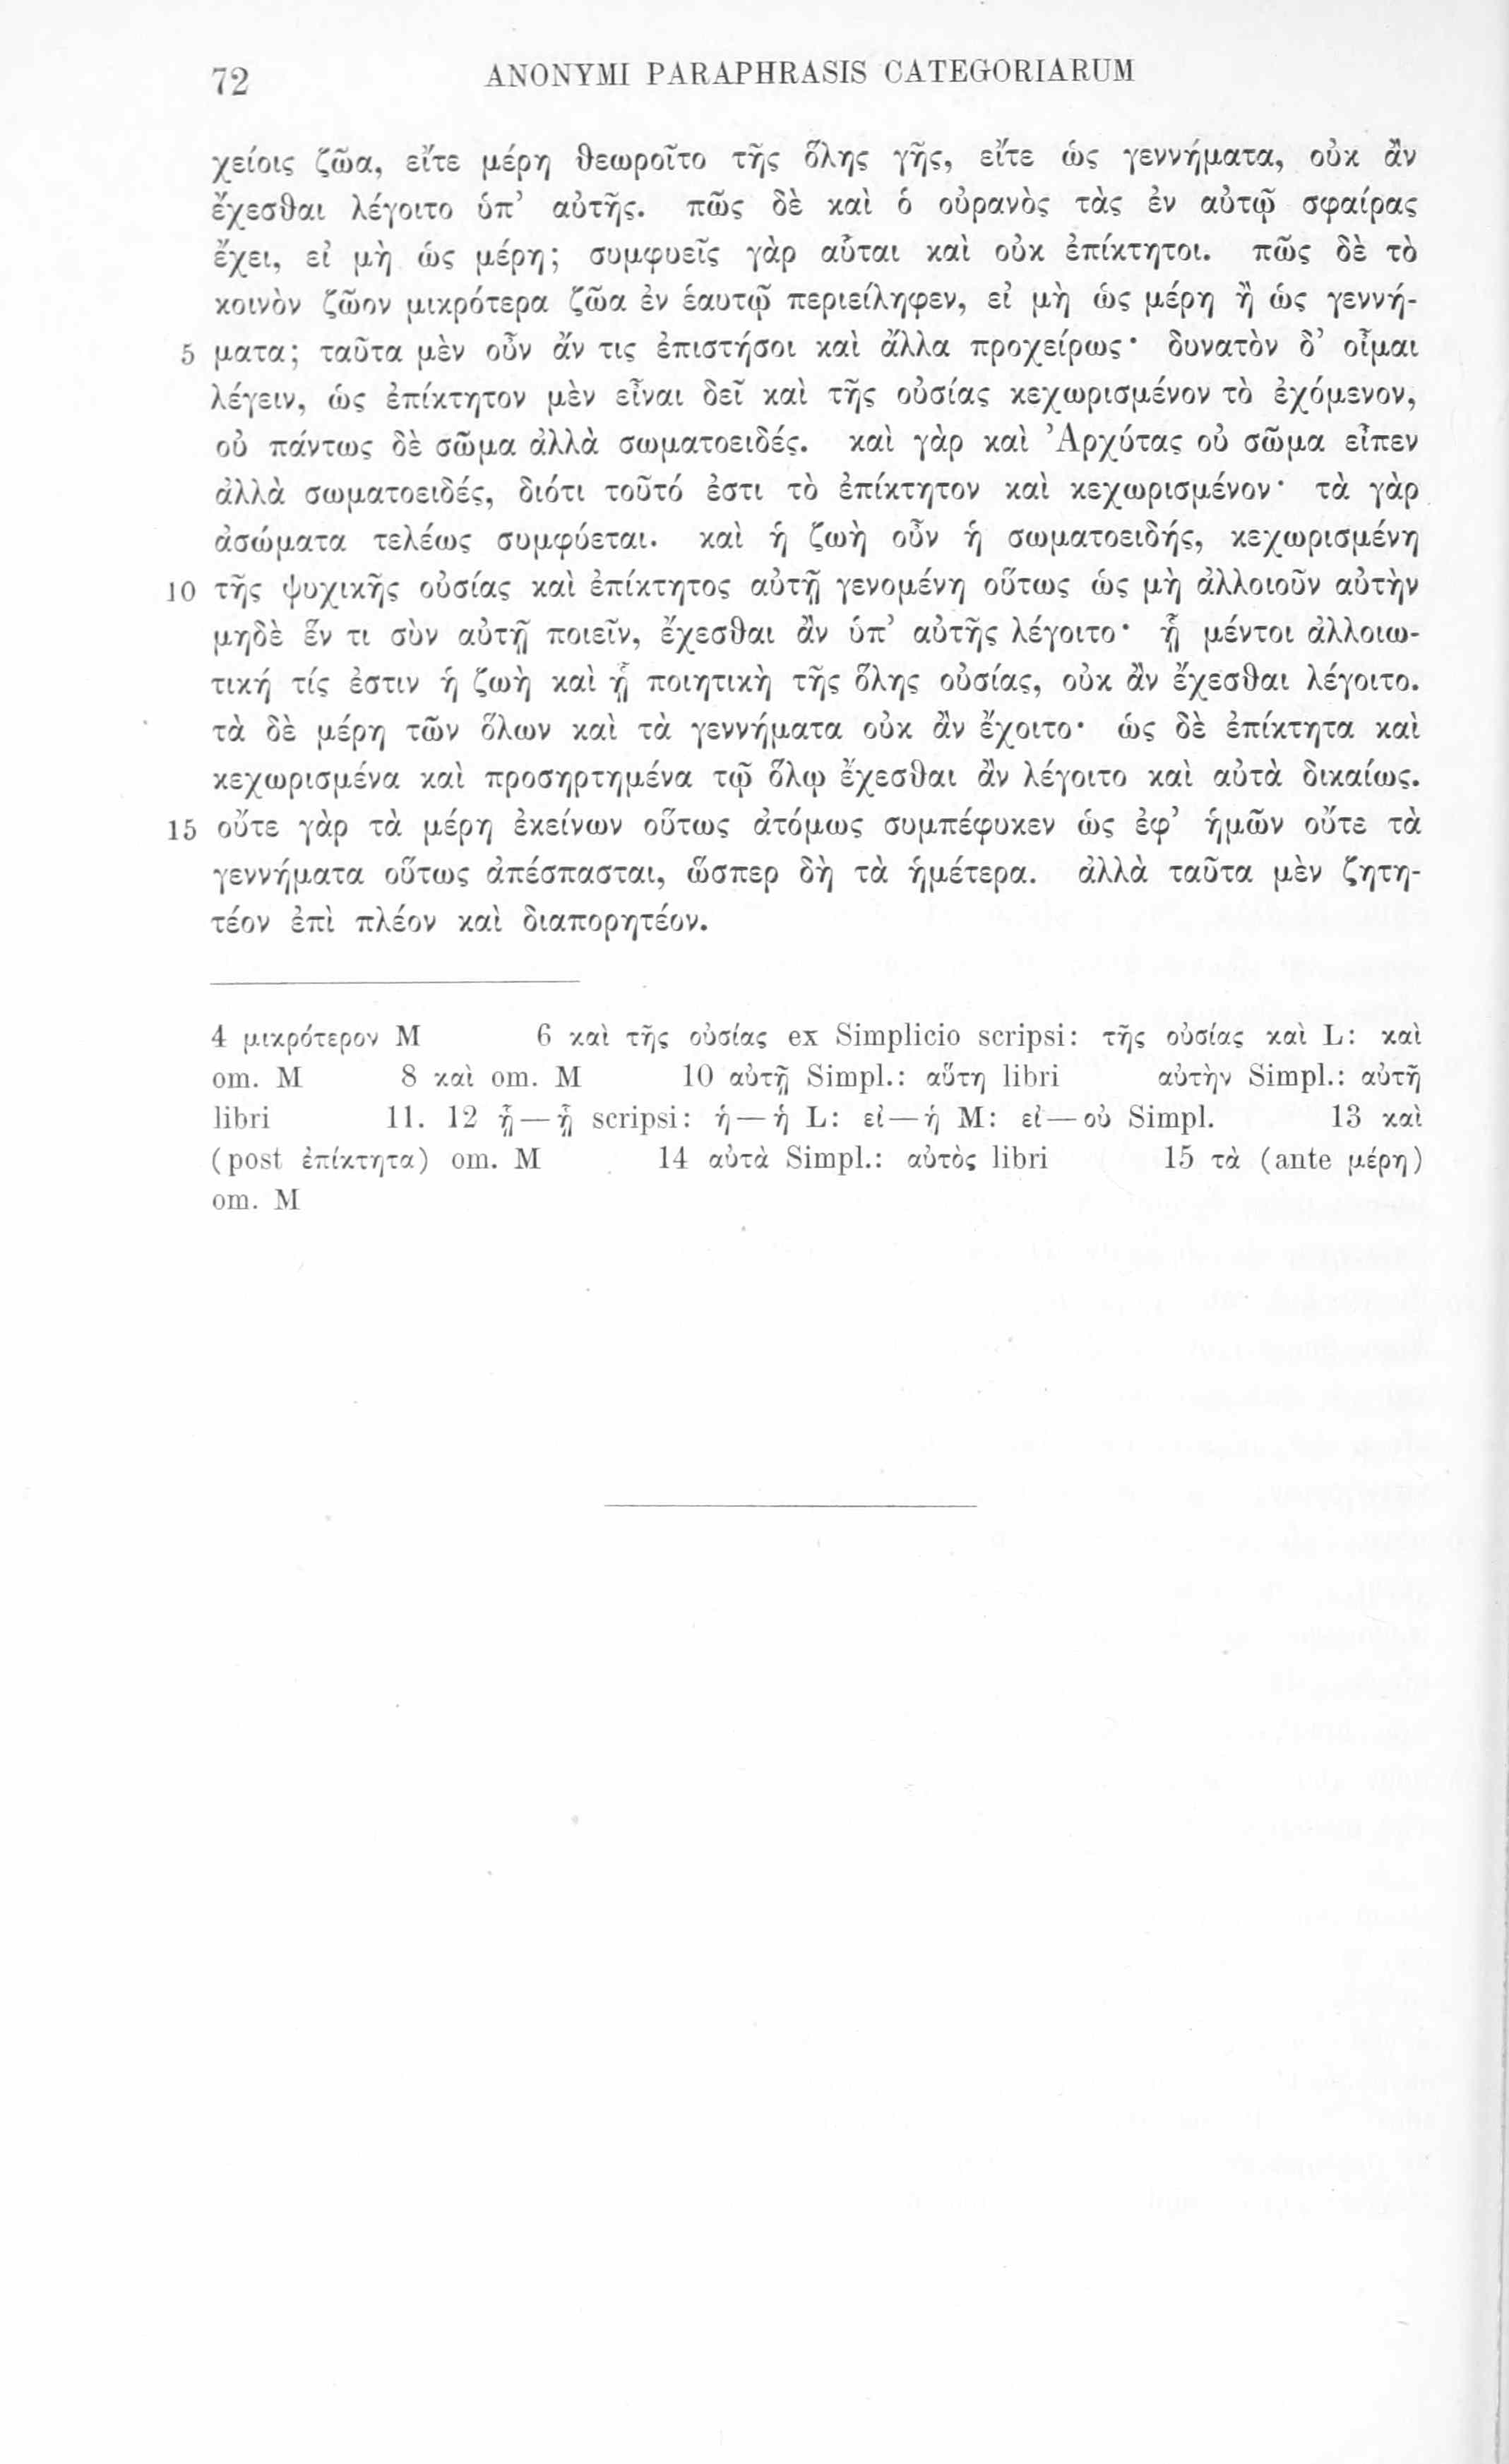 72 ANONYMI PARAPHRASIS CATEGORIARUM
χείοις ζῶα, εἴτε μέρη θεωροῖτο τῆς ὅλης γῆς, εἴτε ὡς γεννήματα, οὐκ ἂν
ἔχεσθαι λέγοιτο ὑπ’ αὐτῆς. πῶς δὲ καὶ ὁ οὐρανὸς τὰς ἐν αὐτῷ σφαίρας
ἔχει, εἰ μὴ ὡς μέρη; συμφυεῖς γὰρ αὗται καὶ οὐκ ἐπίκτητοι. πῶς δὲ τὸ
κοινὸν ζῶον μικρότερα ζῶα ἐν ἑαυτῷ περιείληφεν, εἰ μὴ ὡς μέρη ἢ ὡς γεννή-
5 ματα; ταῦτα μὲν οὖν ἄν τις ἐπιστήσοι καὶ ἄλλα προχείρως· δυνατὸν δ’ οἶμαι
λέγειν, ὡς ἐπίκτητον μὲν εἶναι δεῖ καὶ τῆς οὐσίας κεχωρισμένον τὸ ἐχόμενον,
οὐ πάντως δὲ σῶμα ἀλλὰ σωματοειδές. καὶ γὰρ καὶ Ἀρχύτας οὐ σῶμα εἶπεν
ἀλλὰ σωματοειδές, διότι τοῦτό ἐστι τὸ ἐπίκτητον καὶ κεχωρισμένον· τὰ γὰρ
ἀσώματα τελέως συμφύεται. καὶ ἡ ζωὴ οὖν ἡ σωματοειδής, κεχωρισμένη
10 τῆς ψυχικῆς οὐσίας καὶ ἐπίκτητος αὐτῇ γενομένη οὕτως ὡς μὴ ἀλλοιοῦν αὐτὴν
μηδὲ ἕν τι σὺν αὐτῇ ποιεῖν, ἔχεσθαι ἂν ὑπ’ αὐτῆς λέγοιτο· ᾗ μέντοι ἀλλοιω-
τική τίς ἐστιν ἡ ζωὴ καὶ ᾗ ποιητικὴ τῆς ὅλης οὐσίας, οὐκ ἂν ἔχεσθαι λέγοιτο.
τὰ δὲ μέρη τῶν ὅλων καὶ τὰ γεννήματα οὐκ ἂν ἔχοιτο· ὡς δὲ ἐπίκτητα καὶ
κεχωρισμένα καὶ προσηρτημένα τῷ ὅλῳ ἔχεσθαι ἂν λέγοιτο καὶ αὐτὰ δικαίως.
15 οὔτε γὰρ τὰ μέρη ἐκείνων οὕτως ἀτόμως συμπέφυκεν ὡς ἐφ’ ἡμῶν οὔτε τὰ
γεννήματα οὕτως ἀπέσπασται, ὥσπερ δὴ τὰ ἡμέτερα. ἀλλὰ ταῦτα μὲν ζητη-
τέον ἐπὶ πλέον καὶ διαπορητέον.
4 μικρότερον M 6 καὶ τῆς οὐσίας ex Simplicio scripsi: τῆς οὐσίας καὶ L: καὶ
om. M 8 καὶ om. M 10 αὐτῇ Simpl.: αὕτη libri αὐτὴν Simpl.: αὐτῇ
libri 11. 12 ᾗ—ᾗ scripsi: ἡ—ἡ L: εἰ—ἡ M: εἰ—οὐ Simpl. 13 καὶ
(post ἐπίκτητα) om. M 14 αὐτὰ Simpl.: αὐτὸς libri 15 τὰ (ante μέρη)
om. M